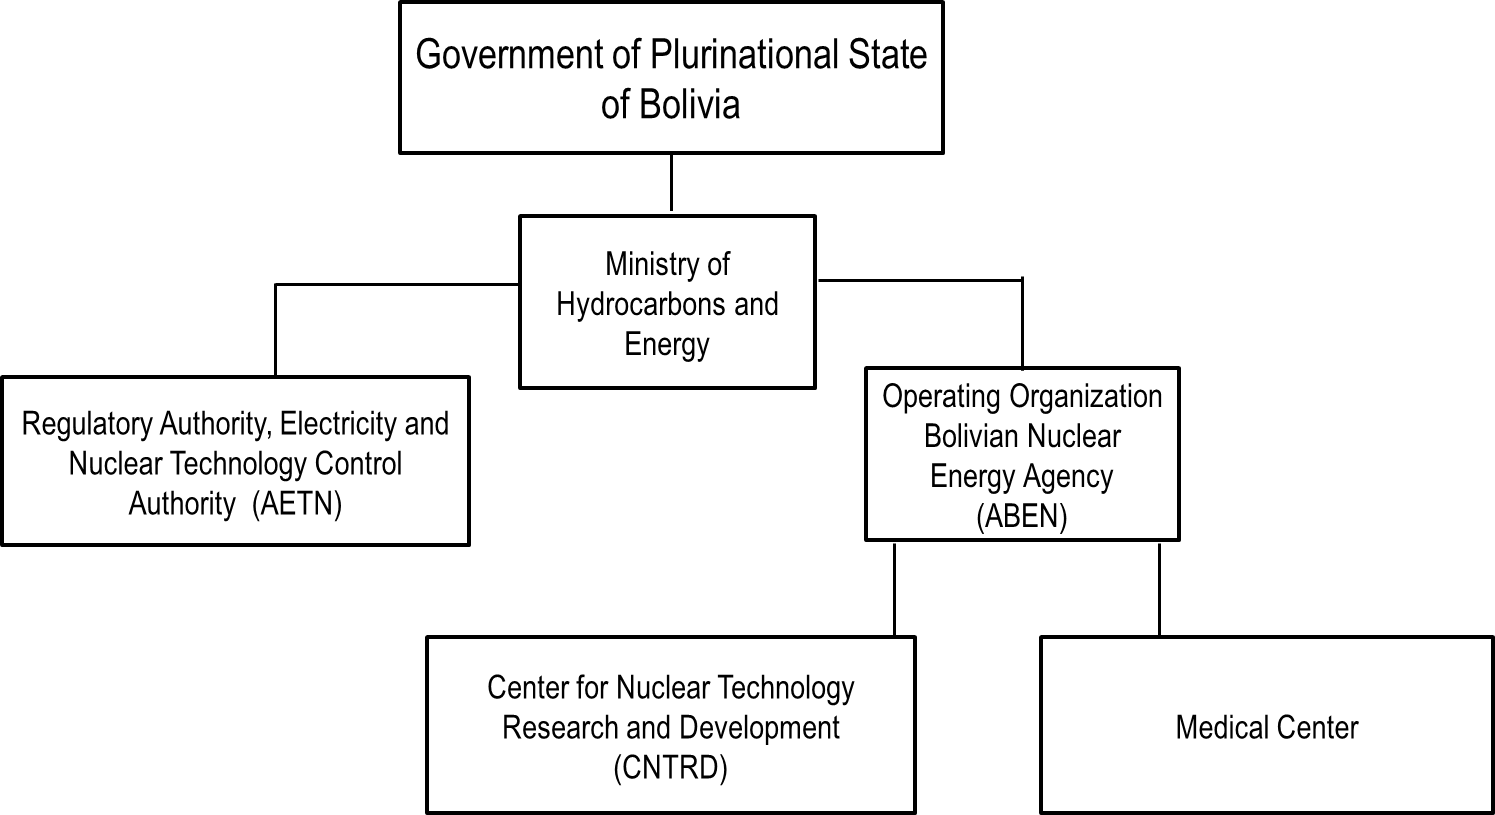 Government of Plurinational State
of Bolivia
Ministry of
Hydrocarbons and
Energy
Regulatory Authority, Electricity and
Nuclear Technology Control
Authority  (AETN)
Operating Organization
Bolivian Nuclear
Energy Agency
(ABEN)
Center for Nuclear Technology
Research and Development
(CNTRD)
Medical Center